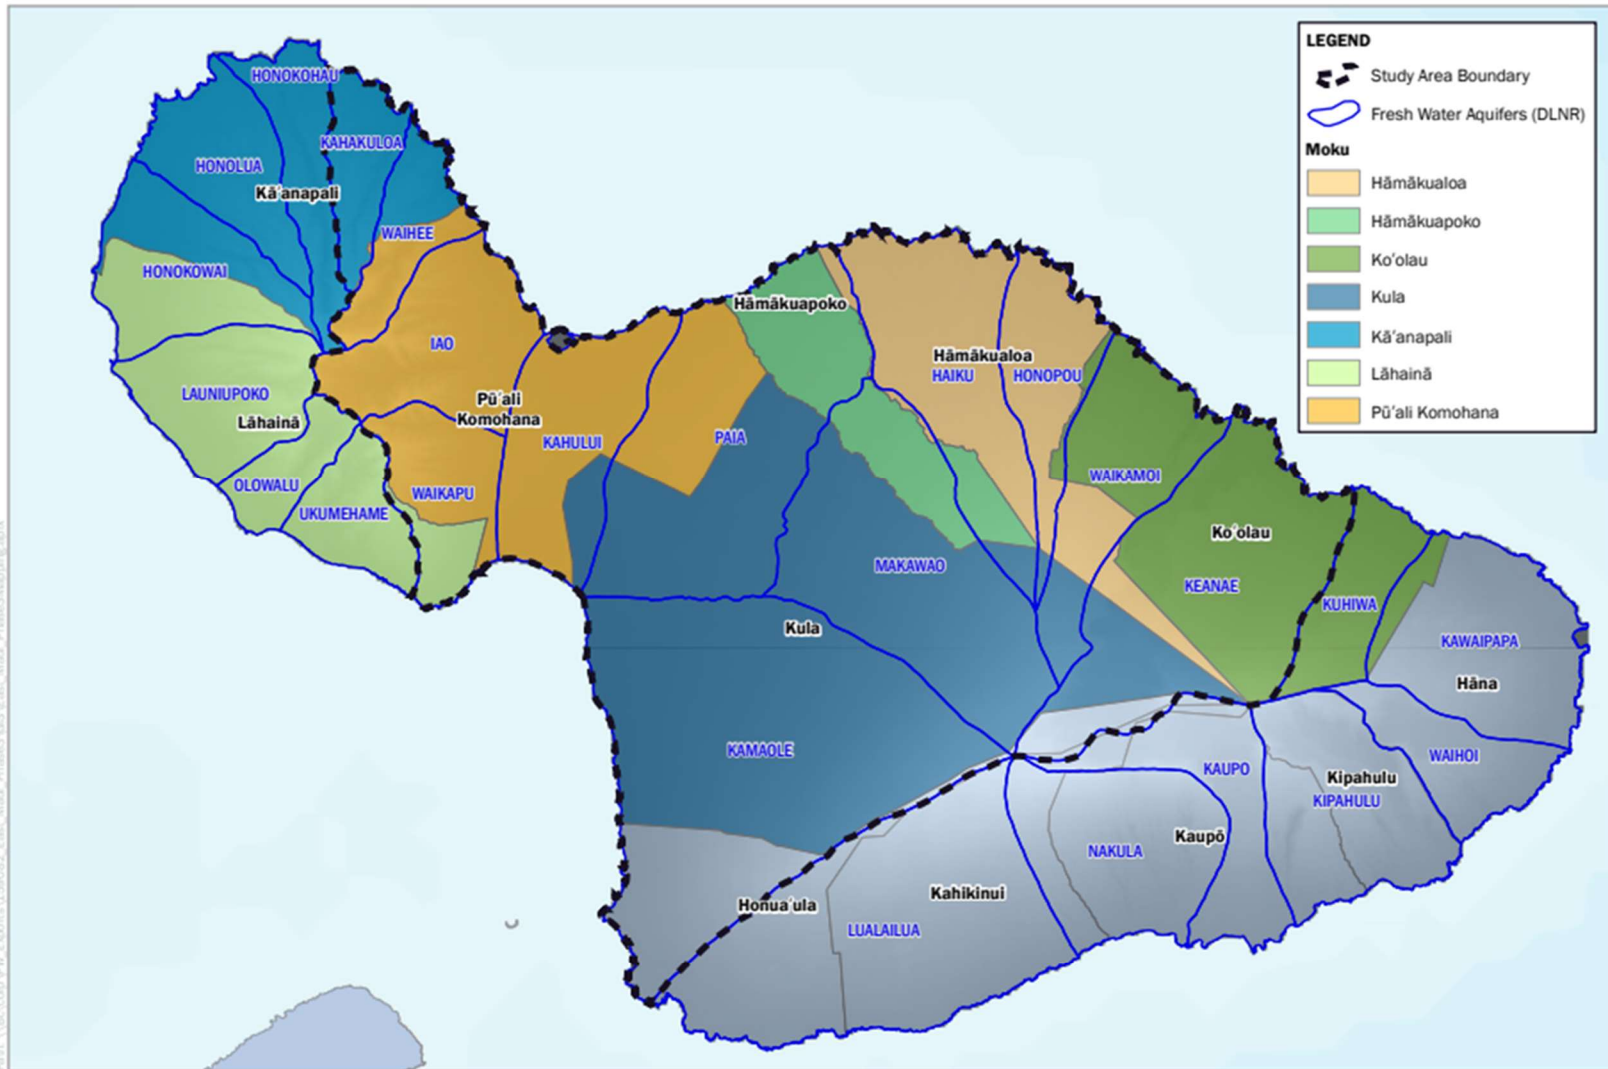 LEGEND
Study Area Boundary
Fresh Water Aquifers (DLNR)
Moku
Hāmākualoa
Hāmākuapoko
Ko'olau
Kula
Kā'anapali
Lāhainā
Pū'ali Komohana
HONOKOHAU
KAHAKULOA
HONOLUA
Kā'anapali
WAIHEE
HONOKOWAI
IAO
LAUNIUPOKO
Lāhainā
Pū'ali
Komohana
KAHULUI
OLOWALU
UKUMEHAME
WAIKAPU
PAIA
Hāmākuapoko
Hāmākualoa
HAIKU
HONOPOU
WAIKAMOI
Ko'olau
MAKAWAO
KEANAE
KUHIWA
Kula
KAWAIPAPA
Hāna
KAMAOLE
KAUPO
WAIHOI
Kipahulu
KIPAHULU
Kaupō
NAKULA
Honua'ula
Kahikinui
LUALAILUA